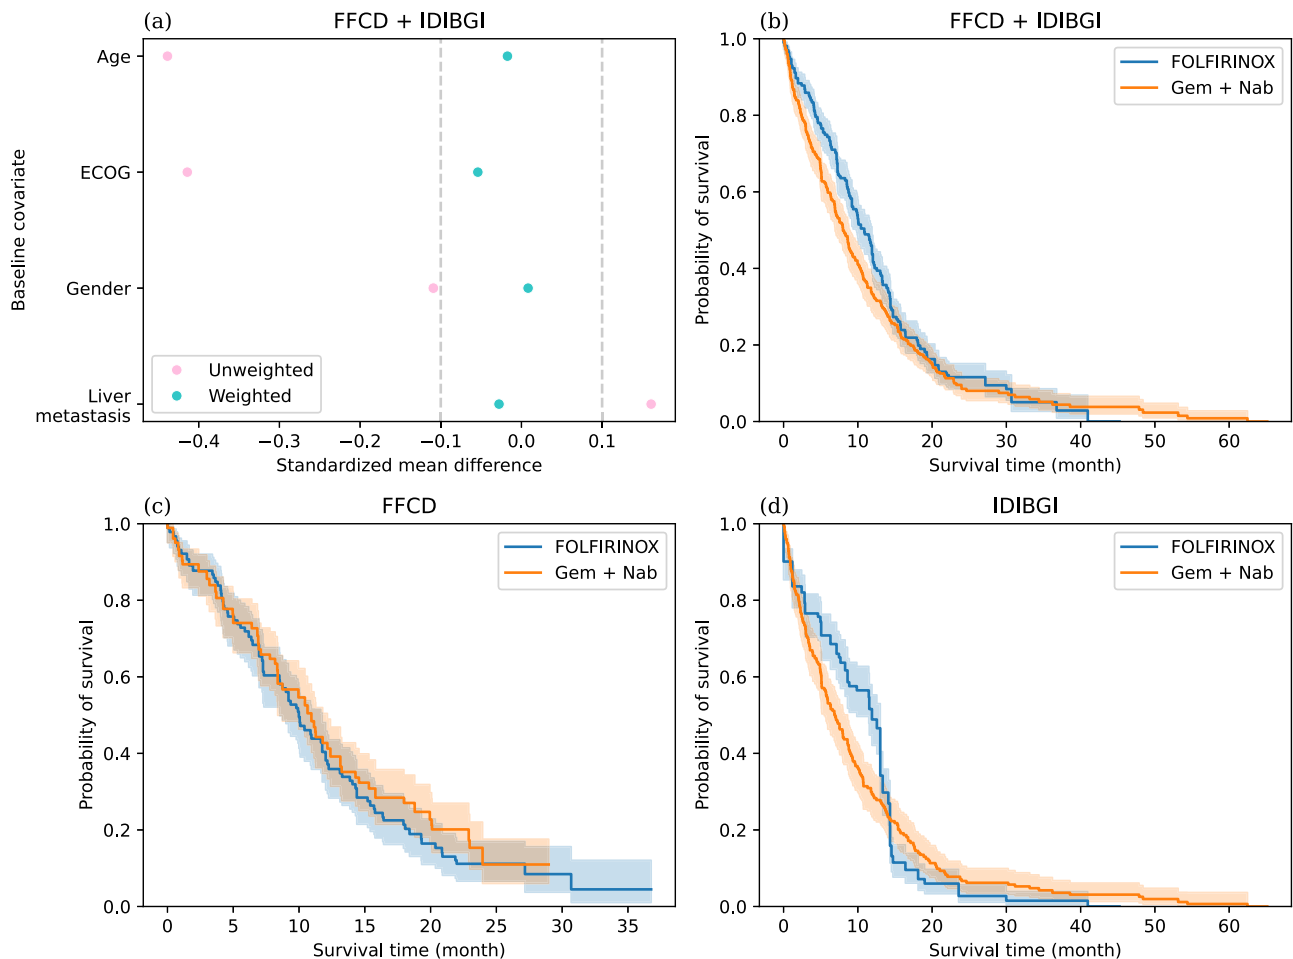 (a) FFCD + IDIBGI
Baseline covariate
Age
ECOG
Gender
Liver
metastasis
Unweighted
Weighted
−0.4 −0.3 −0.2 −0.1 0.0 0.1
Standardized mean difference
(b) FFCD + IDIBGI
Probability of survival
1.0
0.8
0.6
0.4
0.2
0.0
FOLFIRINOX
Gem + Nab
0 10 20 30 40 50 60
Survival time (month)
(c) FFCD
Probability of survival
1.0
0.8
0.6
0.4
0.2
0.0
FOLFIRINOX
Gem + Nab
0 5 10 15 20 25 30 35
Survival time (month)
(d) IDIBGI
Probability of survival
1.0
0.8
0.6
0.4
0.2
0.0
FOLFIRINOX
Gem + Nab
0 10 20 30 40 50 60
Survival time (month)